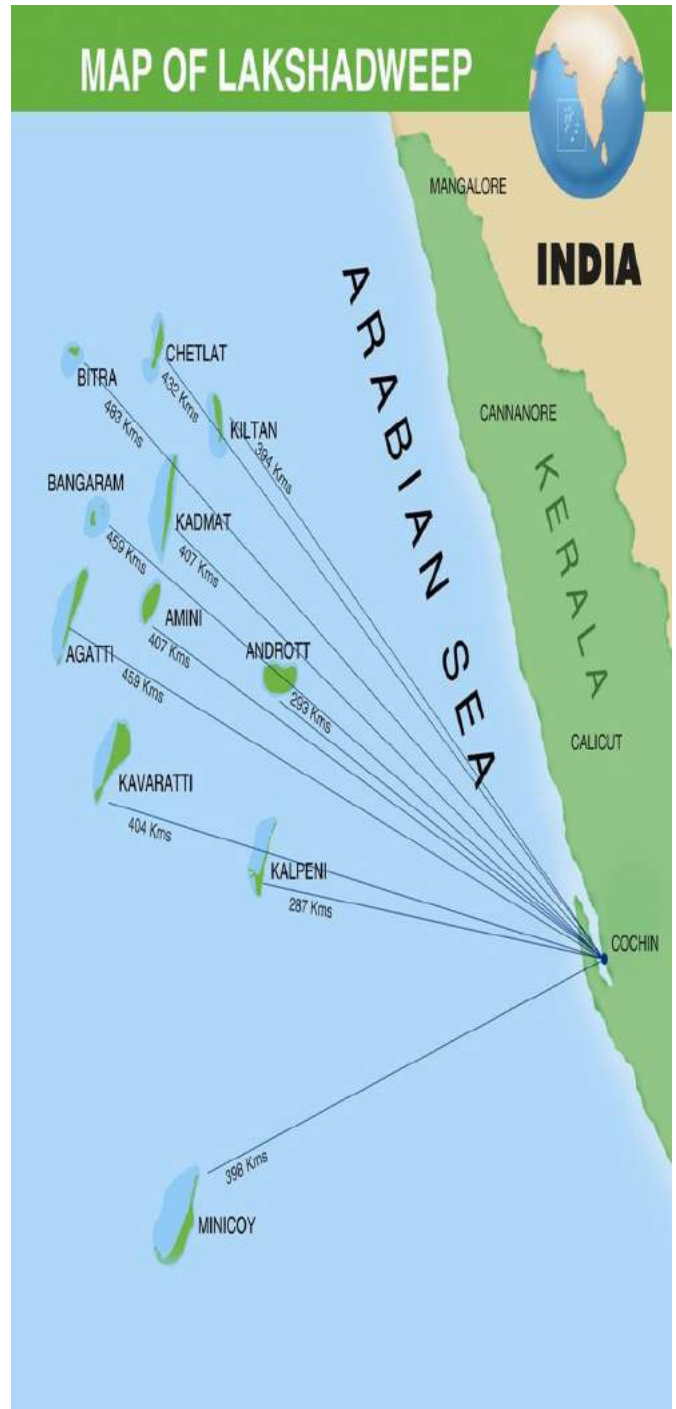 MAP OF LAKSHADWEEP
MANGALORE
INDIA
ARABIAN SEA
CHETLAT
BITRA
432 Kms
483 Kms
CANNANORE
KILTAN
394 Kms
KERALA
BANGARAM
KADMAT
459 Kms
407 Kms
AMINI
407 Kms
ANDROTT
AGATTI
459 Kms
293 Kms
CALICUT
KAVARATTI
404 Kms
KALPENI
287 Kms
COCHIN
398 Kms
MINICOY